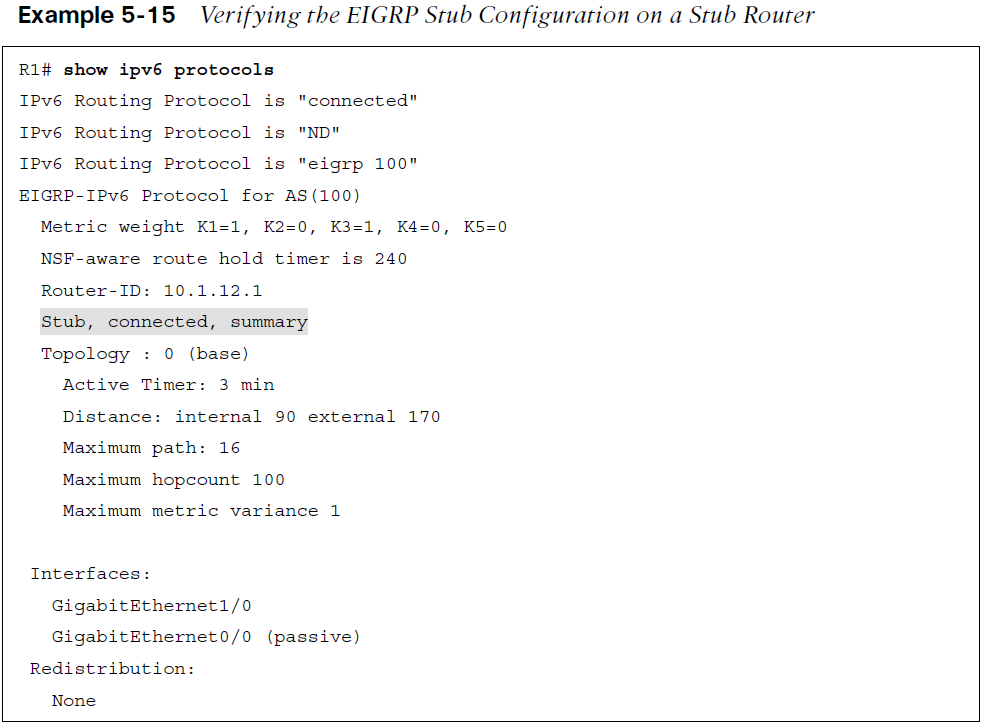 Example 5-15 Verifying the EIGRP Stub Configuration on a Stub Router
R1# show ipv6 protocols
IPv6 Routing Protocol is "connected"
IPv6 Routing Protocol is "ND"
IPv6 Routing Protocol is "eigrp 100"
EIGRP-IPv6 Protocol for AS(100)
Metric weight K1=1, K2=0, K3=1, K4=0, K5=0
NSF-aware route hold timer is 240
Router-ID: 10.1.12.1
Stub, connected, summary
Topology : 0 (base)
Active Timer: 3 min
Distance: internal 90 external 170
Maximum path: 16
Maximum hopcount 100
Maximum metric variance 1
Interfaces:
GigabitEthernet1/0
GigabitEthernet0/0 (passive)
Redistribution:
None